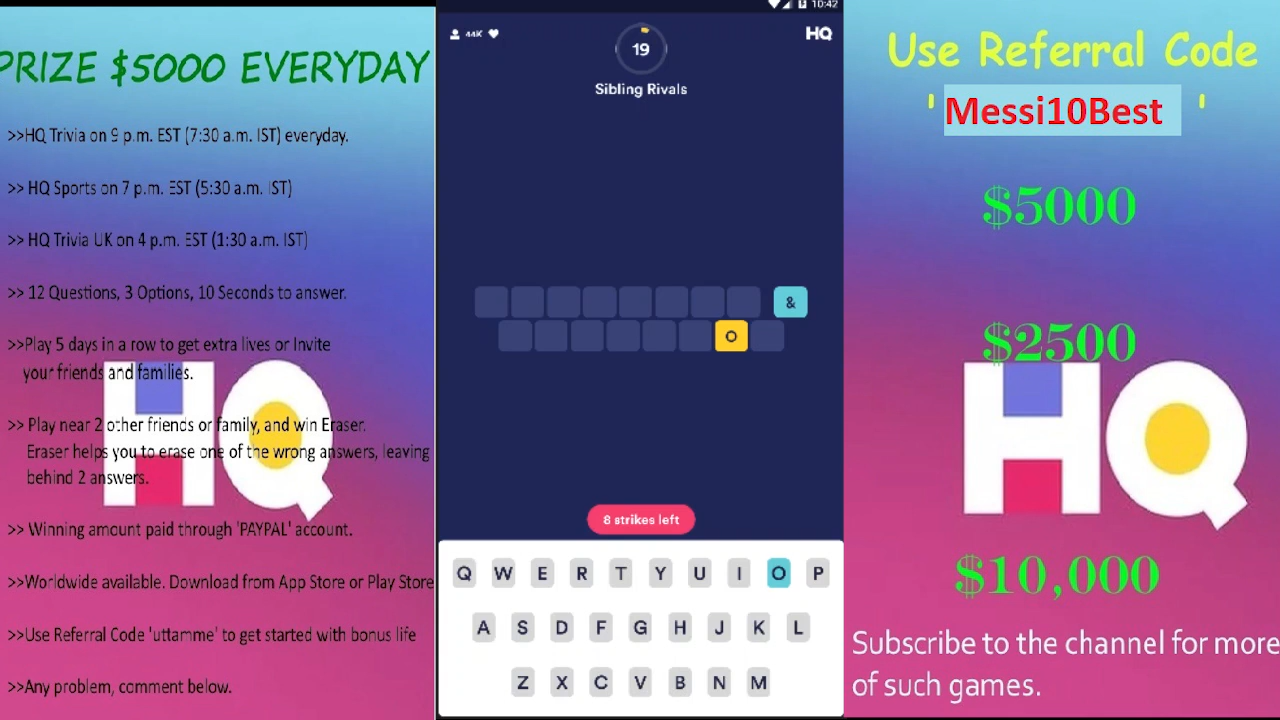 PRIZE $5000 EVERYDAY
>>HQ Trivia on 9 p.m. EST (7:30 a.m. IST) everyday.
>> HQ Sports on 7 p.m. EST (5:30 a.m. IST)
>> HQ Trivia UK on 4 p.m. EST (1:30 a.m. IST)
>> 12 Questions, 3 Options, 10 Seconds to answer.
>>Play 5 days in a row to get extra lives or Invite
your friends and families.
>> Play near 2 other friends or family, and win Eraser.
Eraser helps you to erase one of the wrong answers, leaving
behind 2 answers.
>> Winning amount paid through 'PAYPAL' account.
>>Worldwide available. Download from App Store or Play Store
>>Use Referral Code 'uttamme' to get started with bonus life
>>Any problem, comment below.
HQ
10:42
44K
HQ
19
Sibling Rivals
&
O
8 strikes left
Q W E R T Y U I O P
A S D F G H J K L
Z X C V B N M
Use Referral Code
' Messi10Best '
$5000
$2500
HQ
$10,000
Subscribe to the channel for more
of such games.